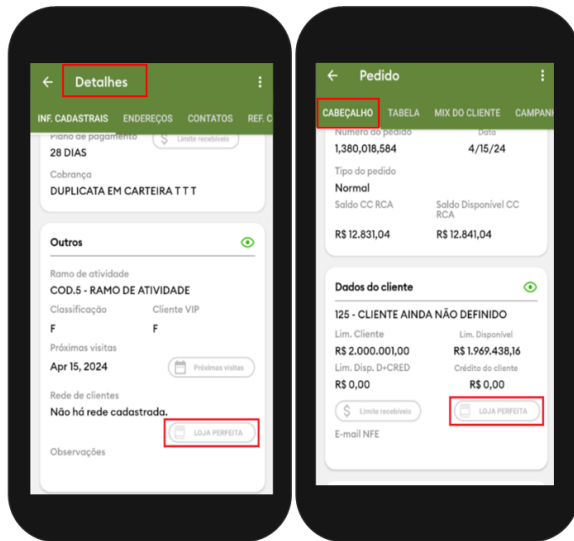 Detalhes
INF. CADASTRAIS ENDEREÇOS CONTATOS REF. C
Plano de pagamento
Limite recebíveis
28 DIAS
Cobrança
DUPLICATA EM CARTEIRA T T T
Outros
Ramo de atividade
COD.5 - RAMO DE ATIVIDADE
Classificação Cliente VIP
F F
Próximas visitas
Apr 15, 2024 Próximas visitas
Rede de clientes
Não há rede cadastrada.
LOJA PERFEITA
Observações
Pedido
CABEÇALHO TABELA MIX DO CLIENTE CAMPANH
Número do pedido Data
1,380,018,584 4/15/24
Tipo do pedido
Normal
Saldo CC RCA Saldo Disponível CC
RCA
R$ 12.831,04 R$ 12.841,04
Dados do cliente
125 - CLIENTE AINDA NÃO DEFINIDO
Lim. Cliente Lim. Disponível
R$ 2.000.001,00 R$ 1.969.438,16
Lim. Disp. D+CRED Crédito do cliente
R$ 0,00 R$ 0,00
Limite recebíveis LOJA PERFEITA
E-mail NFE